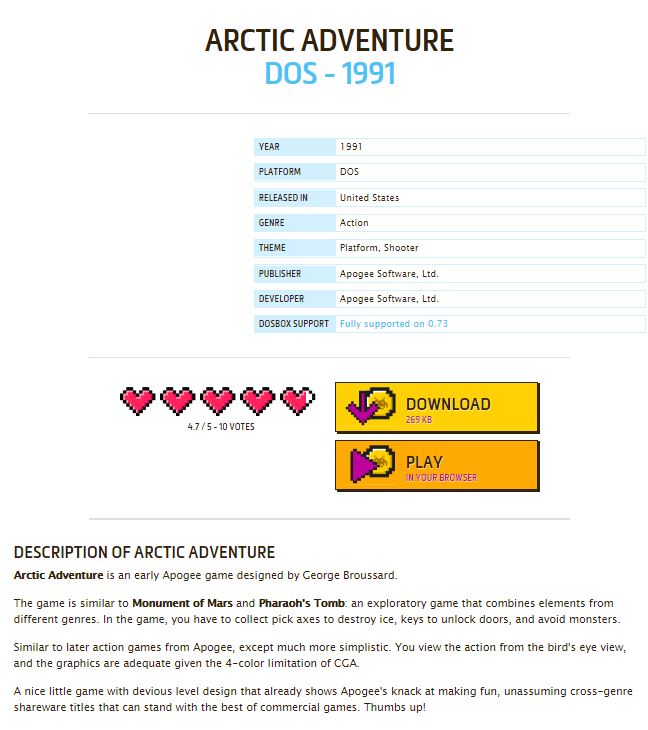 ARCTIC ADVENTURE
DOS - 1991
YEAR 1991
PLATFORM DOS
RELEASED IN United States
GENRE Action
THEME Platform, Shooter
PUBLISHER Apogee Software, Ltd.
DEVELOPER Apogee Software, Ltd.
DOSBOX SUPPORT Fully supported on 0.73
4.7 / 5 - 10 VOTES
DOWNLOAD
269 KB
PLAY
IN YOUR BROWSER
DESCRIPTION OF ARCTIC ADVENTURE
Arctic Adventure is an early Apogee game designed by George Broussard.
The game is similar to Monument of Mars and Pharaoh's Tomb: an exploratory game that combines elements from
different genres. In the game, you have to collect pick axes to destroy ice, keys to unlock doors, and avoid monsters.
Similar to later action games from Apogee, except much more simplistic. You view the action from the bird's eye view,
and the graphics are adequate given the 4-color limitation of CGA.
A nice little game with devious level design that already shows Apogee's knack at making fun, unassuming cross-genre
shareware titles that can stand with the best of commercial games. Thumbs up!